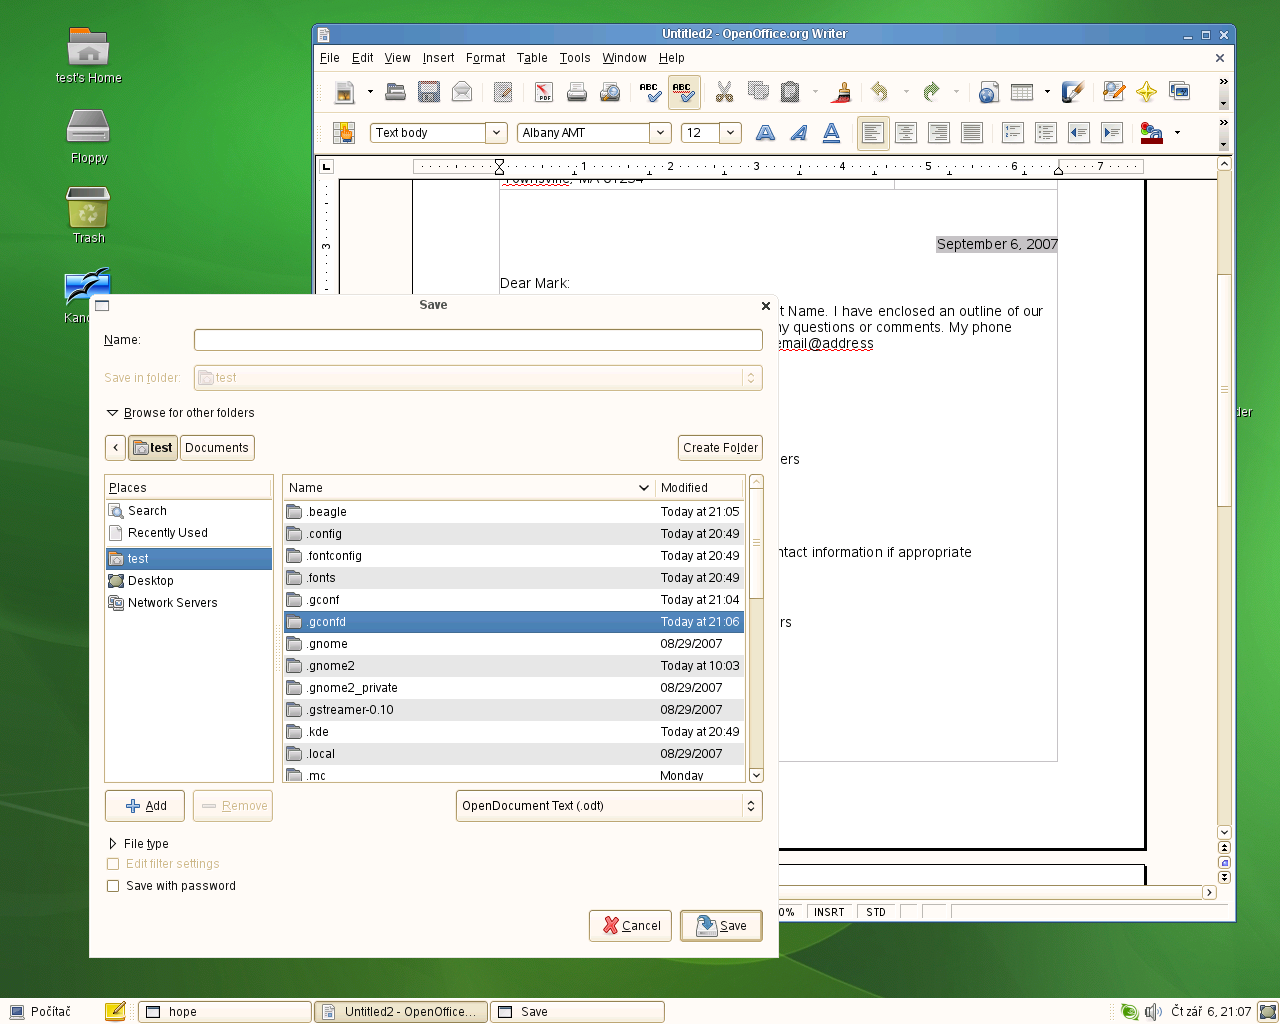 test's Home
Floppy
Trash
Untitled2 - OpenOffice.org Writer
File Edit View Insert Format Table Tools Window Help
Text body
Albany AMT
12
1 2 3 4 5 6 7
3
September 6, 2007
Dear Mark:
t Name. I have enclosed an outline of our
questions or comments. My phone
email@address
ntact information if appropriate
INSRT STD
Save
Name:
Save in folder: test
Browse for other folders
test Documents Create Folder
Places
Search
Recently Used
test
Desktop
Network Servers
Name Modified
.beagle Today at 21:05
.config Today at 20:49
.fontconfig Today at 20:49
.fonts Today at 20:49
.gconf Today at 21:04
.gconfd Today at 21:06
.gnome 08/29/2007
.gnome2 Today at 10:03
.gnome2_private 08/29/2007
.gstreamer-0.10 08/29/2007
.kde Today at 20:49
.local 08/29/2007
.mc Monday
Add Remove OpenDocument Text (.odt)
File type
Edit filter settings
Save with password
Cancel Save
Počítač hope Untitled2 - OpenOffice... Save Čt zář 6, 21:07